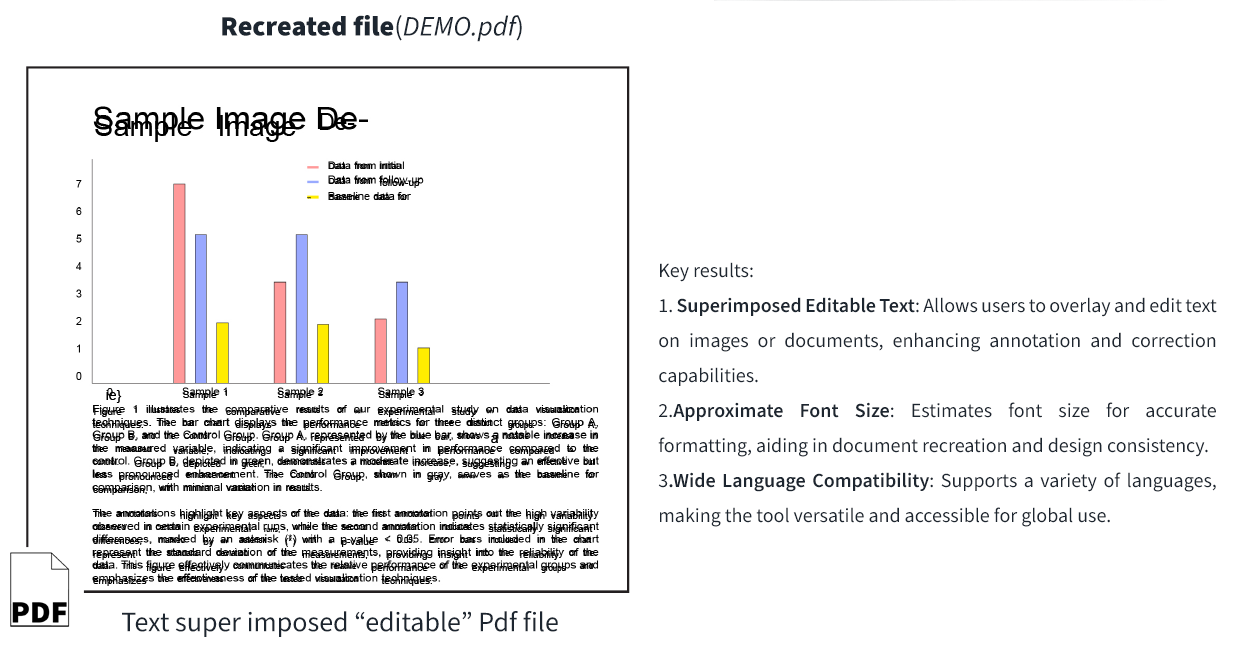 Recreated file(DEMO.pdf)
Sample Image De-
Data from initial
Data from follow-up
Baseline data for
7
6
5
4
3
2
1
0
Sample 1
Sample 2
Sample 3
Figure 1 illustrates the comparative results of our experimental study on data visualization
techniques. The bar chart displays the performance metrics for three distinct groups: Group A,
Group B, and the Control Group. Group A, represented by the blue bar, shows a notable increase in
the measured variable, indicating a significant improvement in performance compared to the
control. Group B, depicted in green, demonstrates a moderate increase, suggesting an effective but
less pronounced enhancement. The Control Group, shown in gray, serves as the baseline for
comparison, with minimal variation in results.
The annotations highlight key aspects of the data: the first annotation points out the high variability
observed in certain experimental runs, while the second annotation indicates statistically significant
differences, marked by an asterisk (*) with a p-value < 0.05. Error bars included in the chart
represent the standard deviation of the measurements, providing insight into the reliability of the
data. This figure effectively communicates the relative performance of the experimental groups and
emphasizes the effectiveness of the tested visualization techniques.
PDF
Text super imposed “editable” Pdf file
Key results:
1. Superimposed Editable Text: Allows users to overlay and edit text
on images or documents, enhancing annotation and correction
capabilities.
2.Approximate Font Size: Estimates font size for accurate
formatting, aiding in document recreation and design consistency.
3.Wide Language Compatibility: Supports a variety of languages,
making the tool versatile and accessible for global use.